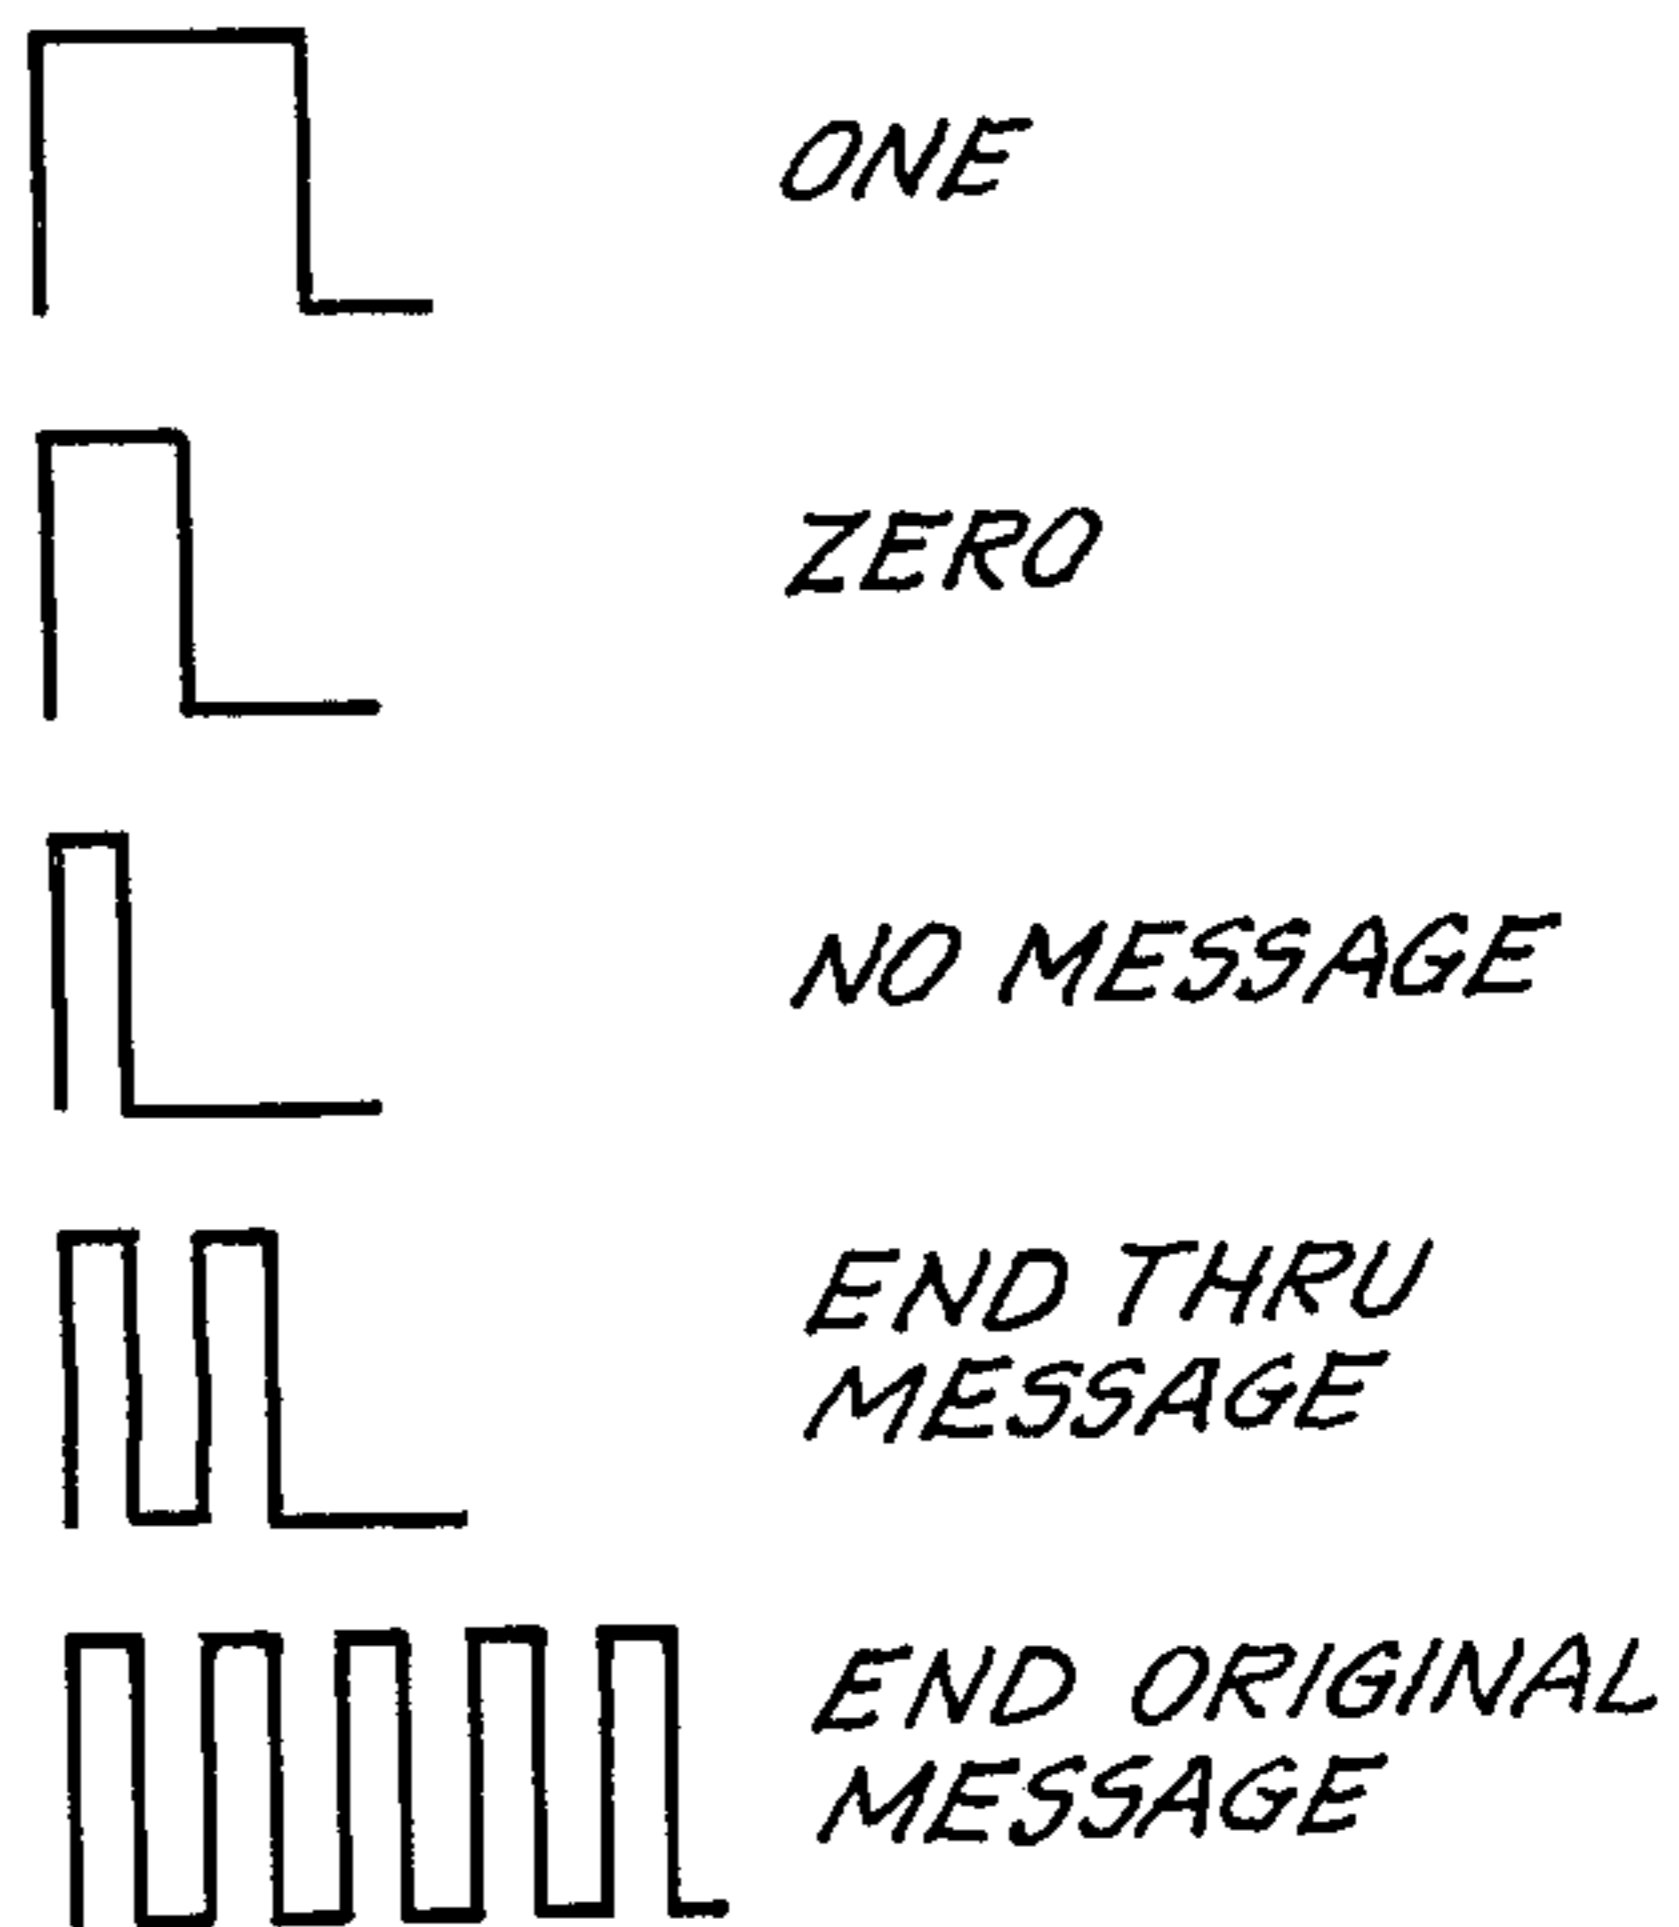 ONE
ZERO
NO MESSAGE
END THRU
MESSAGE
END ORIGINAL
MESSAGE